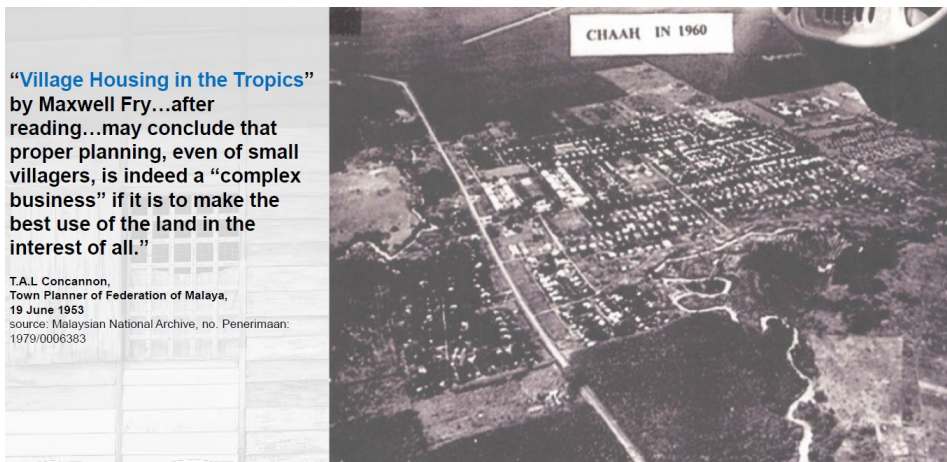 “Village Housing in the Tropics”
by Maxwell Fry…after
reading…may conclude that
proper planning, even of small
villagers, is indeed a “complex
business” if it is to make the
best use of the land in the
interest of all.”
T.A.L Concannon,
Town Planner of Federation of Malaya,
19 June 1953
source: Malaysian National Archive, no. Penerimaan:
1979/0006383
CHAAH IN 1960